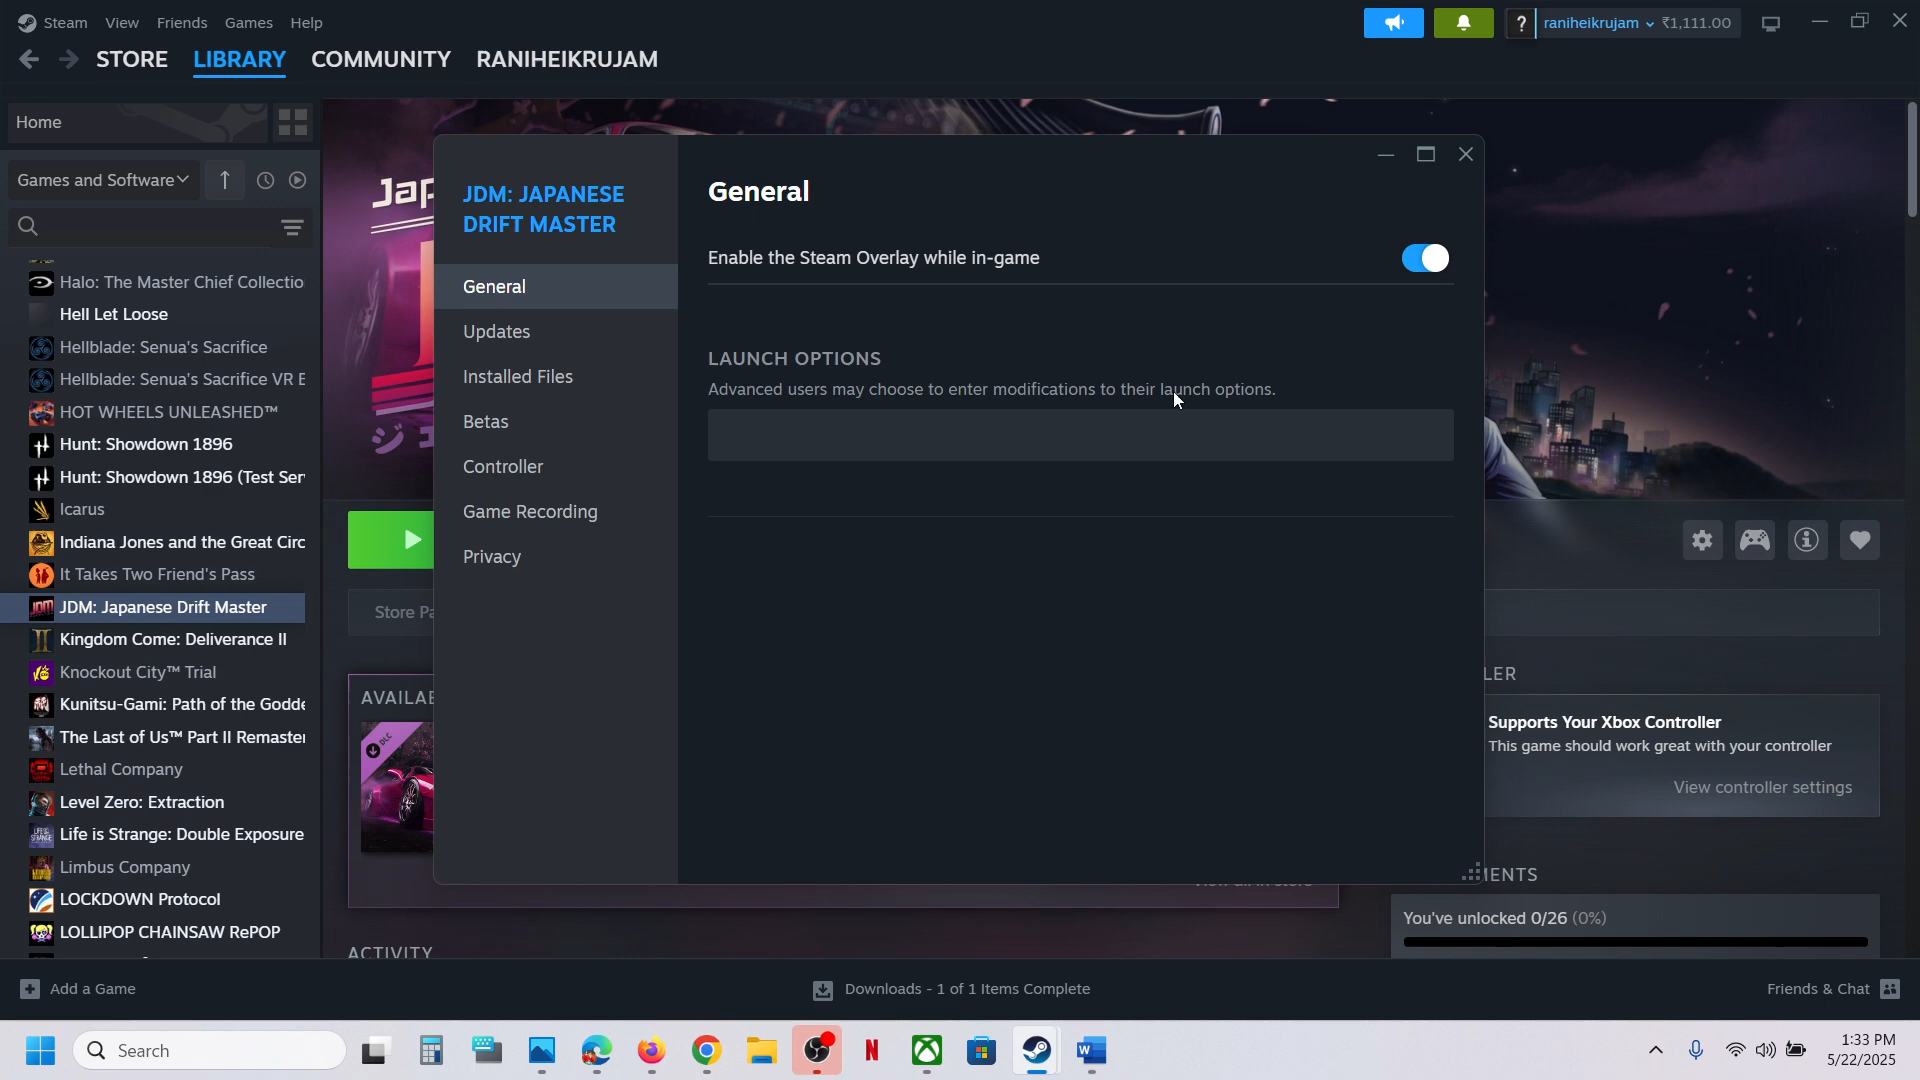 Steam View Friends Games Help
raniheikrujam ₹1,111.00
STORE LIBRARY COMMUNITY RANIHEIKRUJAM
Home
Games and Software
Halo: The Master Chief Collectio
Hell Let Loose
Hellblade: Senua's Sacrifice
Hellblade: Senua's Sacrifice VR E
HOT WHEELS UNLEASHED™
Hunt: Showdown 1896
Hunt: Showdown 1896 (Test Ser
Icarus
Indiana Jones and the Great Circ
It Takes Two Friend's Pass
JDM: Japanese Drift Master
Kingdom Come: Deliverance II
Knockout City™ Trial
Kunitsu-Gami: Path of the Godde
The Last of Us™ Part II Remaster
Lethal Company
Level Zero: Extraction
Life is Strange: Double Exposure
Limbus Company
LOCKDOWN Protocol
LOLLIPOP CHAINSAW RePOP
Jap
JDM: JAPANESE
DRIFT MASTER
General
Updates
Installed Files
Betas
Controller
Game Recording
Privacy
General
Enable the Steam Overlay while in-game
LAUNCH OPTIONS
Advanced users may choose to enter modifications to their launch options.
Store Pa
AVAILAB
DLC
ACTIVITY
LER
Supports Your Xbox Controller
This game should work great with your controller
View controller settings
MENTS
You've unlocked 0/26 (0%)
Add a Game
Downloads - 1 of 1 Items Complete
Friends & Chat
Search
1:33 PM
5/22/2025